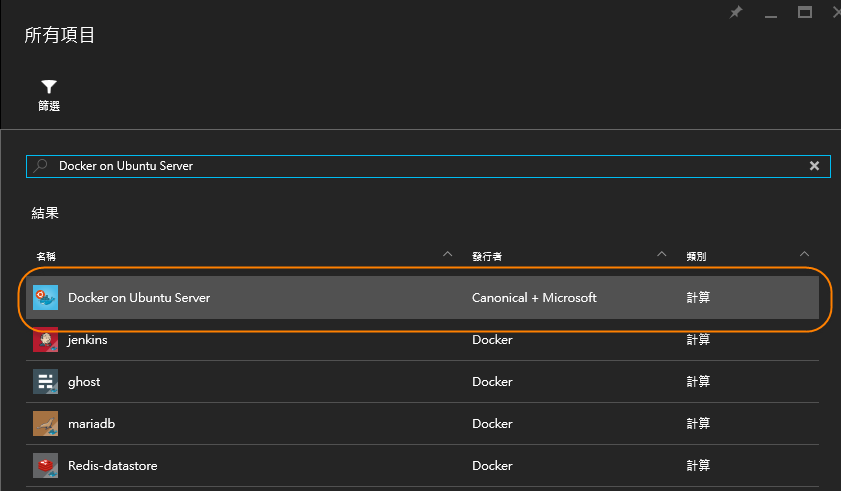 所有項目
篩選
Docker on Ubuntu Server
結果
名稱 發行者 類別
Docker on Ubuntu Server Canonical + Microsoft 計算
jenkins Docker 計算
ghost Docker 計算
mariadb Docker 計算
Redis-datastore Docker 計算